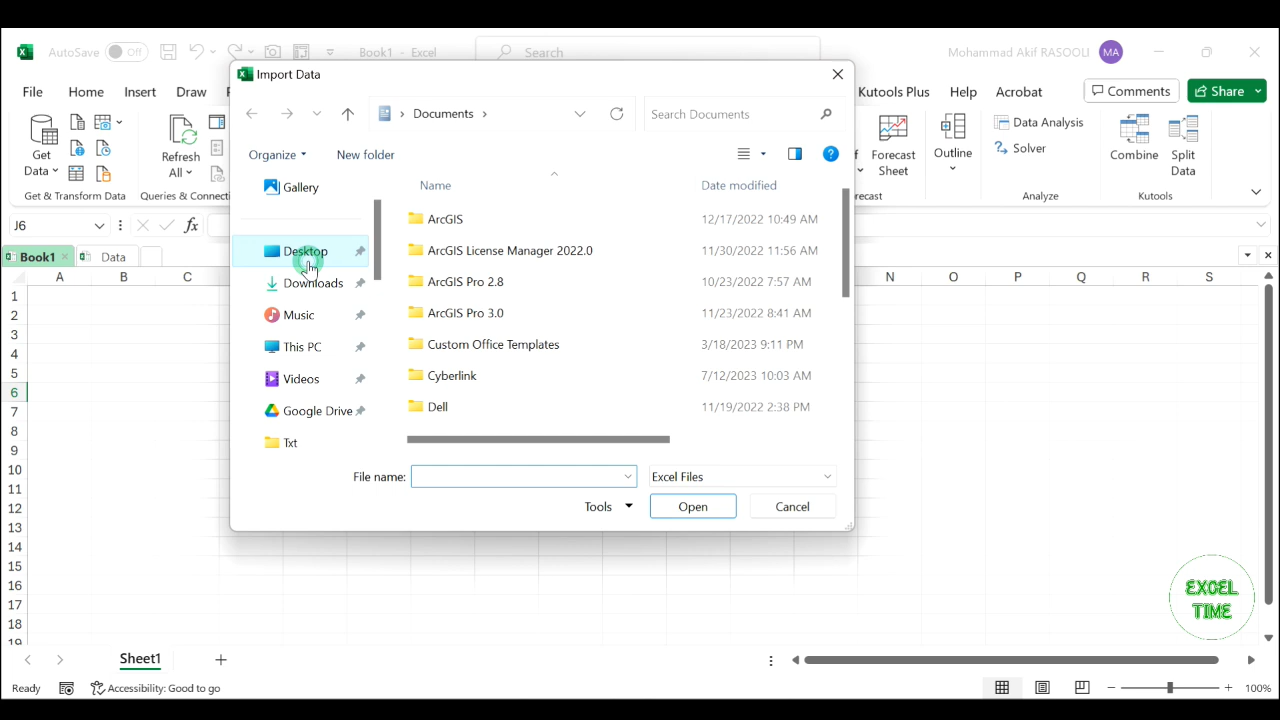 AutoSave Off Book1 - Excel Search Mohammad Akif RASOOLI MA
Import Data
File Home Insert Draw Kutools Plus Help Acrobat Comments Share
Documents Search Documents
Get Data
Refresh All
Organize New folder
Forecast Sheet
Outline
Data Analysis
Solver
Combine
Split Data
Get & Transform Data Queries & Connecti recast Analyze Kutools
Gallery
Name Date modified
J6 fx
Book1 Data
A B C N O P Q R S
Desktop
Downloads
Music
This PC
Videos
Google Drive
Txt
ArcGIS 12/17/2022 10:49 AM
ArcGIS License Manager 2022.0 11/30/2022 11:56 AM
ArcGIS Pro 2.8 10/23/2022 7:57 AM
ArcGIS Pro 3.0 11/23/2022 8:41 AM
Custom Office Templates 3/18/2023 9:11 PM
Cyberlink 7/12/2023 10:03 AM
Dell 11/19/2022 2:38 PM
File name: Excel Files
Tools Open Cancel
1
2
3
4
5
6
7
8
9
10
11
12
13
14
15
16
17
18
19
EXCEL
TIME
Sheet1
Ready Accessibility: Good to go 100%